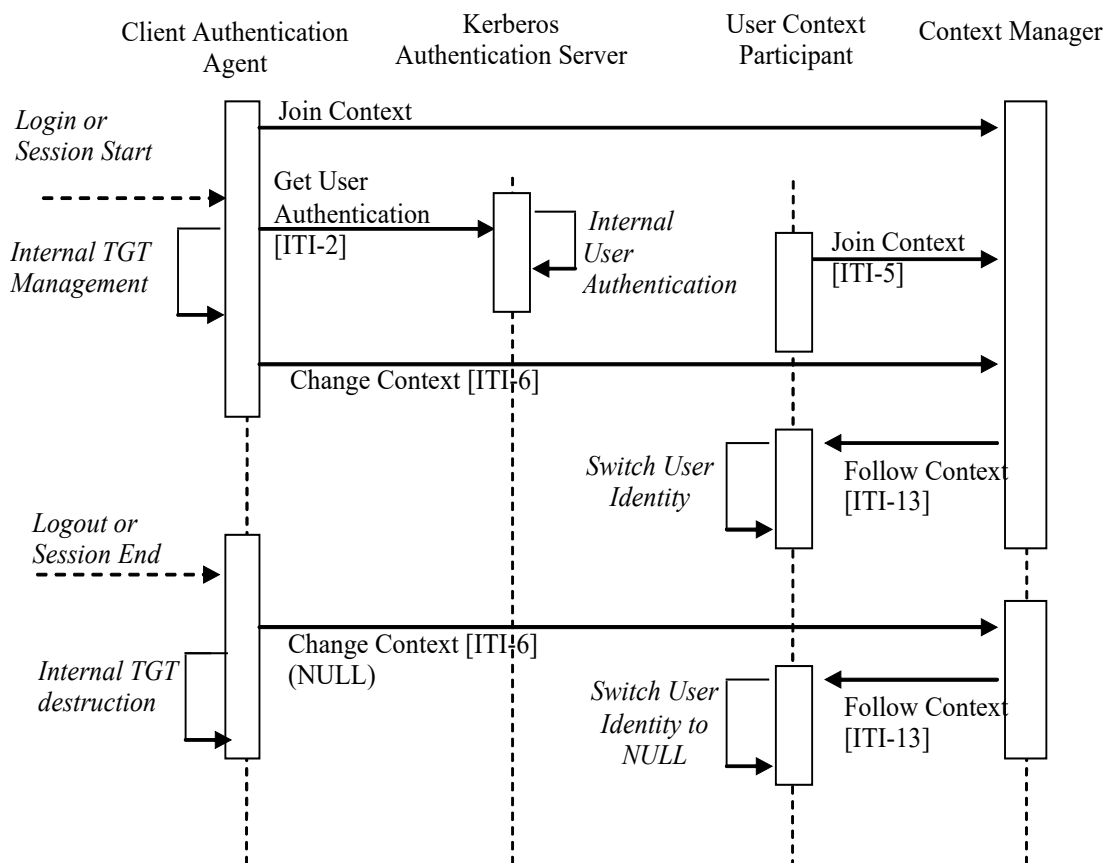 Client Authentication
Agent
Kerberos
Authentication Server
User Context
Participant
Context Manager
Login or
Session Start
Join Context
Get User
Authentication
[ITI-2]
Internal
User
Authentication
Join Context
[ITI-5]
Internal TGT
Management
Change Context [ITI-6]
Switch User
Identity
Follow Context
[ITI-13]
Logout or
Session End
Change Context [ITI-6]
(NULL)
Internal TGT
destruction
Switch User
Identity to
NULL
Follow Context
[ITI-13]